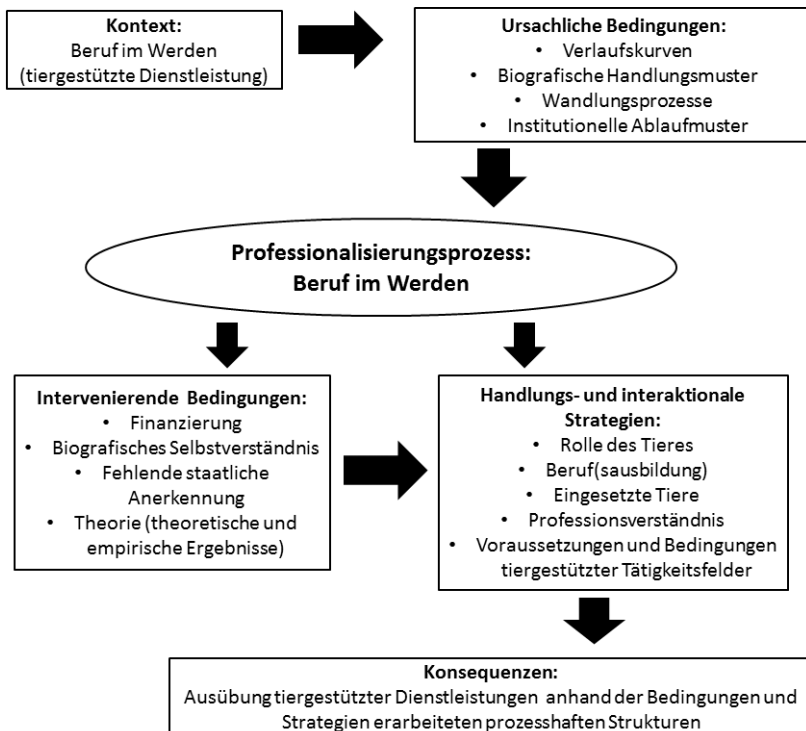 Kontext:
Beruf im Werden
(tiergestützte Dienstleistung)
Ursachliche Bedingungen:
• Verlaufskurven
• Biografische Handlungsmuster
• Wandlungsprozesse
• Institutionelle Ablaufmuster
Professionalisierungsprozess:
Beruf im Werden
Intervenierende Bedingungen:
• Finanzierung
• Biografisches Selbstverständnis
• Fehlende staatliche
Anerkennung
• Theorie (theoretische und
empirische Ergebnisse)
Handlungs- und interaktionale
Strategien:
• Rolle des Tieres
• Beruf(sausbildung)
• Eingesetzte Tiere
• Professionsverständnis
• Voraussetzungen und Bedingungen
tiergestützter Tätigkeitsfelder
Konsequenzen:
Ausübung tiergestützter Dienstleistungen anhand der Bedingungen und
Strategien erarbeiteten prozesshaften Strukturen